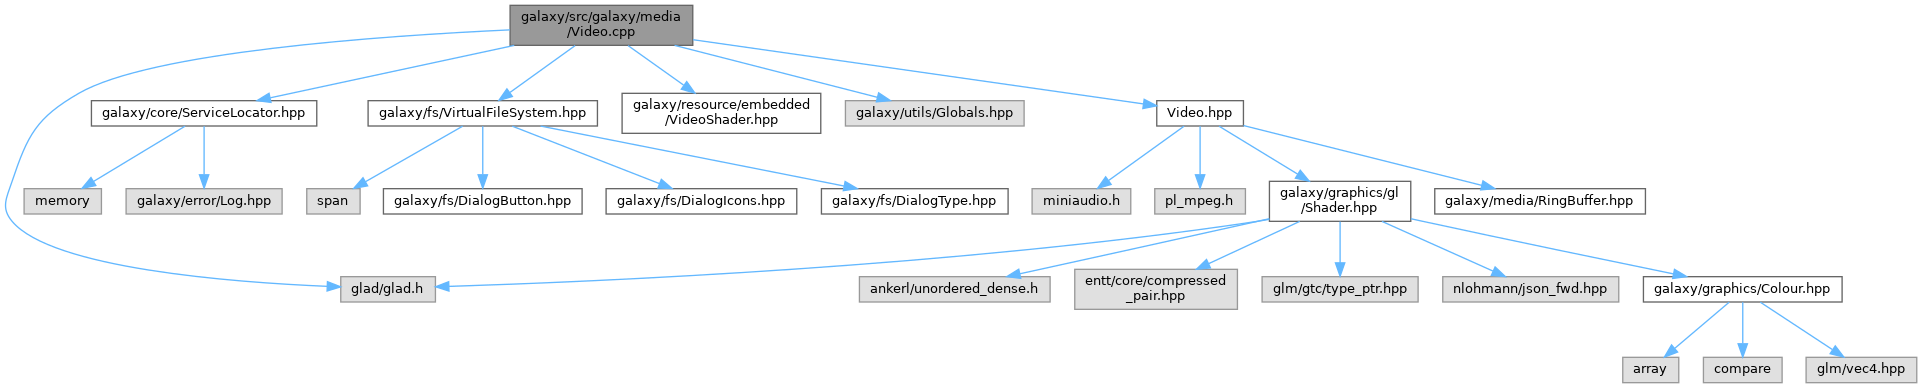 galaxy/src/galaxy/media
/Video.cpp
galaxy/core/ServiceLocator.hpp
galaxy/fs/VirtualFileSystem.hpp
galaxy/resource/embedded
/VideoShader.hpp
galaxy/utils/Globals.hpp
Video.hpp
memory
galaxy/error/Log.hpp
span
galaxy/fs/DialogButton.hpp
galaxy/fs/DialogIcons.hpp
galaxy/fs/DialogType.hpp
miniaudio.h
pl_mpeg.h
galaxy/graphics/gl
/Shader.hpp
galaxy/media/RingBuffer.hpp
glad/glad.h
ankerl/unordered_dense.h
entt/core/compressed
_pair.hpp
glm/gtc/type_ptr.hpp
nlohmann/json_fwd.hpp
galaxy/graphics/Colour.hpp
array
compare
glm/vec4.hpp